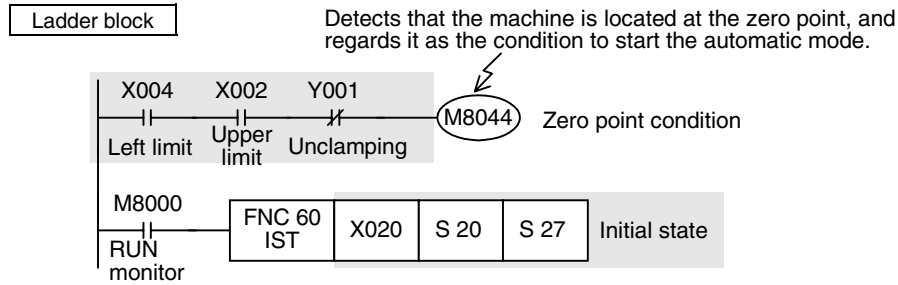 Ladder block
Detects that the machine is located at the zero point, and
regards it as the condition to start the automatic mode.
X004 X002 Y001
M8044 Zero point condition
Left limit Upper limit Unclamping
M8000
FNC 60 IST X020 S 20 S 27 Initial state
RUN
monitor